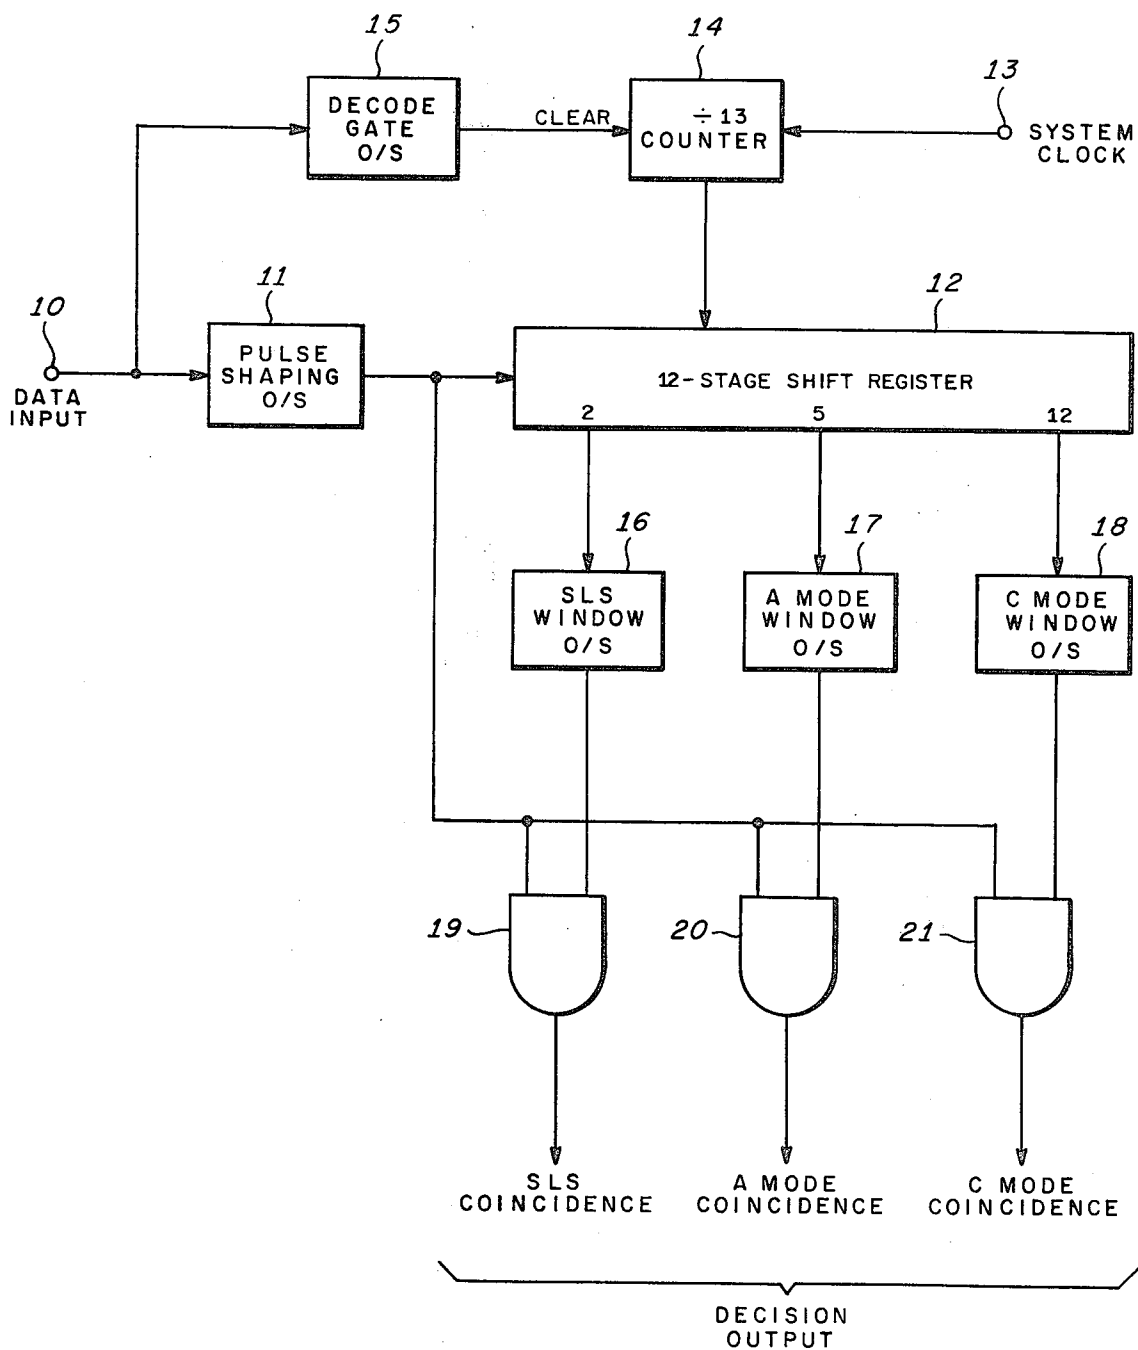 15
14
13
DECODE
GATE
O/S
CLEAR
÷13
COUNTER
SYSTEM
CLOCK
10
DATA
INPUT
11
PULSE
SHAPING
O/S
12
12-STAGE SHIFT REGISTER
2
5
12
16
SLS
WINDOW
O/S
17
A MODE
WINDOW
O/S
18
C MODE
WINDOW
O/S
19
20
21
SLS
COINCIDENCE
A MODE
COINCIDENCE
C MODE
COINCIDENCE
DECISION
OUTPUT